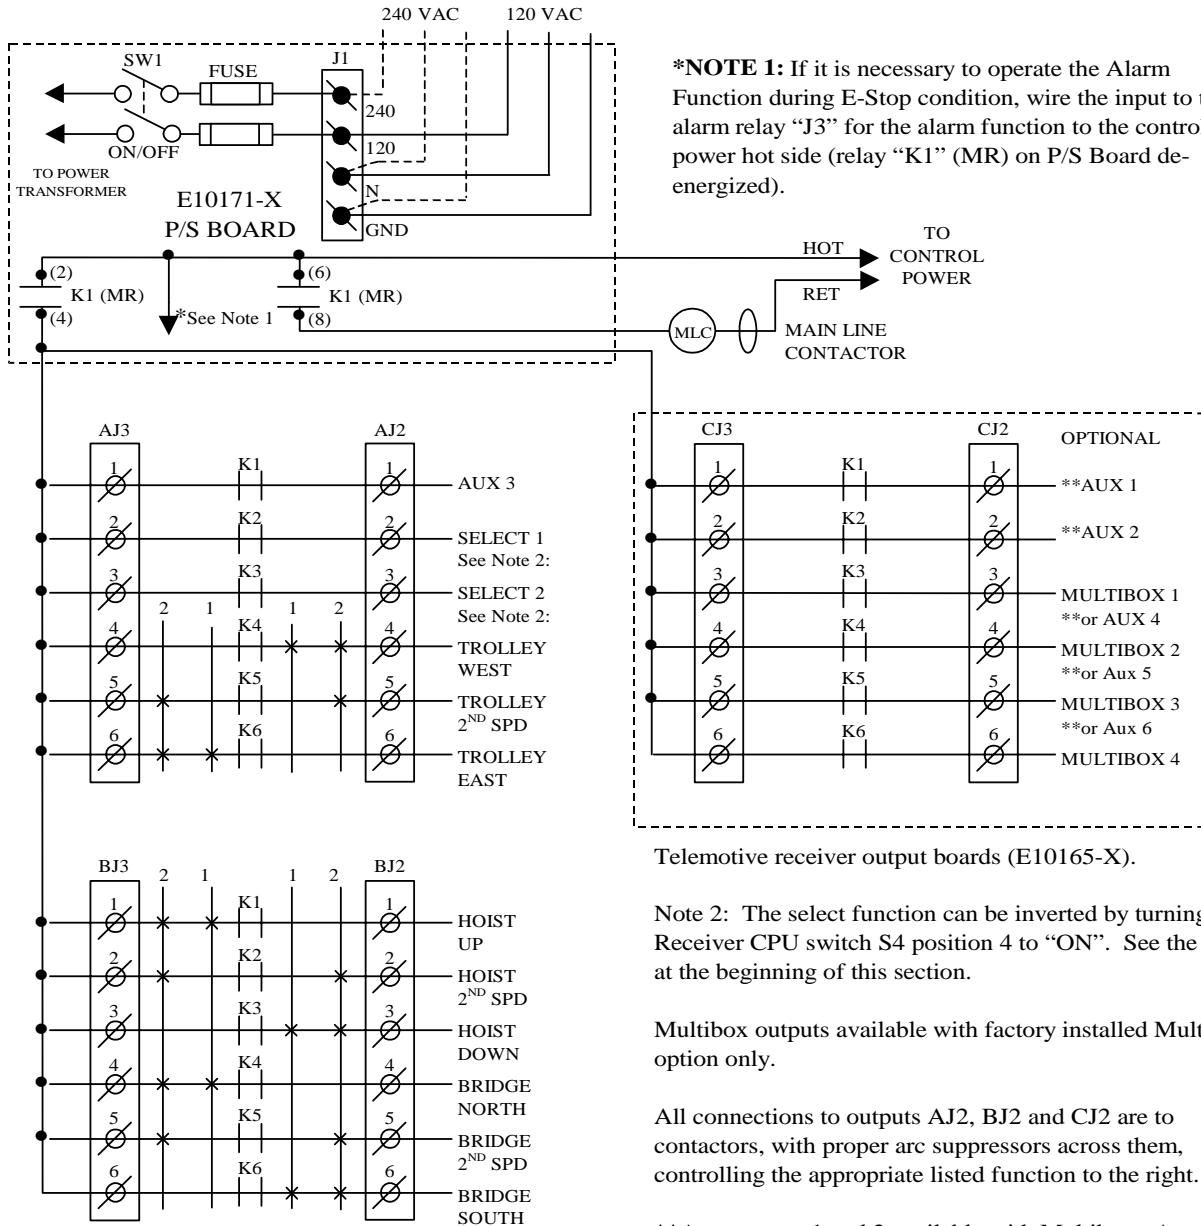 240 VAC 120 VAC
SW1
FUSE
J1
240
120
N
GND
ON/OFF
TO POWER
TRANSFORMER
E10171-X
P/S BOARD
*NOTE 1: If it is necessary to operate the Alarm
Function during E-Stop condition, wire the input to
alarm relay “J3” for the alarm function to the control
power hot side (relay “K1” (MR) on P/S Board de-
energized).
(2)
K1 (MR)
(4)
*See Note 1
(6)
K1 (MR)
(8)
HOT
RET
TO
CONTROL
POWER
MLC
MAIN LINE
CONTACTOR
AJ3 AJ2
1 K1 1 AUX 3
2 K2 2 SELECT 1
See Note 2:
3 K3 3 SELECT 2
See Note 2:
2 1 1 2
4 K4 4 TROLLEY
WEST
5 K5 5 TROLLEY
2ND SPD
6 K6 6 TROLLEY
EAST
CJ3 CJ2
OPTIONAL
1 K1 1 **AUX 1
2 K2 2 **AUX 2
3 K3 3 MULTIBOX 1
**or AUX 4
4 K4 4 MULTIBOX 2
**or Aux 5
5 K5 5 MULTIBOX 3
**or Aux 6
6 K6 6 MULTIBOX 4
BJ3 2 1 1 2 BJ2
1 K1 1 HOIST
UP
2 K2 2 HOIST
2ND SPD
3 K3 3 HOIST
DOWN
4 K4 4 BRIDGE
NORTH
5 K5 5 BRIDGE
2ND SPD
6 K6 6 BRIDGE
SOUTH
Telemotive receiver output boards (E10165-X).
Note 2: The select function can be inverted by turning
Receiver CPU switch S4 position 4 to “ON”. See the
at the beginning of this section.
Multibox outputs available with factory installed Mult
option only.
All connections to outputs AJ2, BJ2 and CJ2 are to
contactors, with proper arc suppressors across them,
controlling the appropriate listed function to the right.